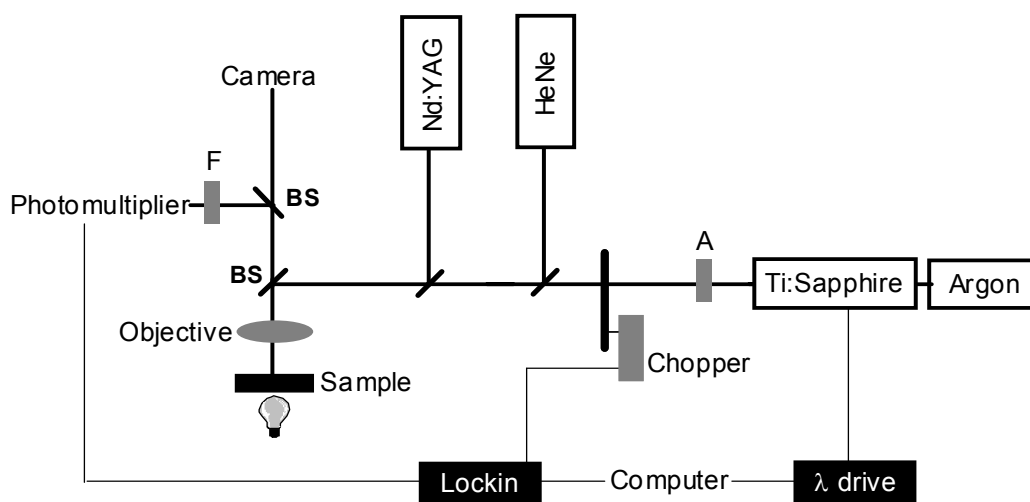 Camera
Nd:YAG
HeNe
F
BS
Photomultiplier
A
BS
Ti:Sapphire
Argon
Objective
Chopper
Sample
Lockin
Computer
λ drive